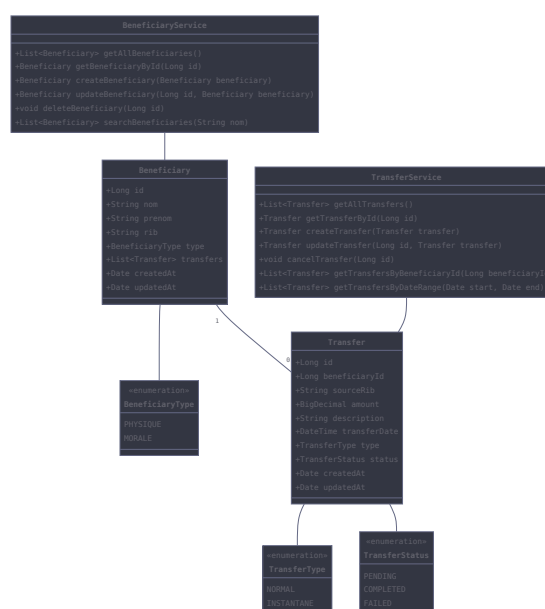 BeneficiaryService
+List<Beneficiary> getAllBeneficiaries()
+Beneficiary getBeneficiaryById(Long id)
+Beneficiary createBeneficiary(Beneficiary beneficiary)
+Beneficiary updateBeneficiary(Long id, Beneficiary beneficiary)
+void deleteBeneficiary(Long id)
+List<Beneficiary> searchBeneficiaries(String nom)
Beneficiary
+Long id
+String nom
+String prenom
+String rib
+BeneficiaryType type
+List<Transfer> transfers
+Date createdAt
+Date updatedAt
TransferService
+List<Transfer> getAllTransfers()
+Transfer getTransferById(Long id)
+Transfer createTransfer(Transfer transfer)
+Transfer updateTransfer(Long id, Transfer transfer)
+void cancelTransfer(Long id)
+List<Transfer> getTransfersByBeneficiaryId(Long beneficiaryI
+List<Transfer> getTransfersByDateRange(Date start, Date end)
1
0
Transfer
+Long id
+Long beneficiaryId
+String sourceRib
+BigDecimal amount
+String description
+DateTime transferDate
+TransferType type
+TransferStatus status
+Date createdAt
+Date updatedAt
«enumeration»
BeneficiaryType
PHYSIQUE
MORALE
«enumeration»
TransferType
NORMAL
INSTANTANE
«enumeration»
TransferStatus
PENDING
COMPLETED
FAILED